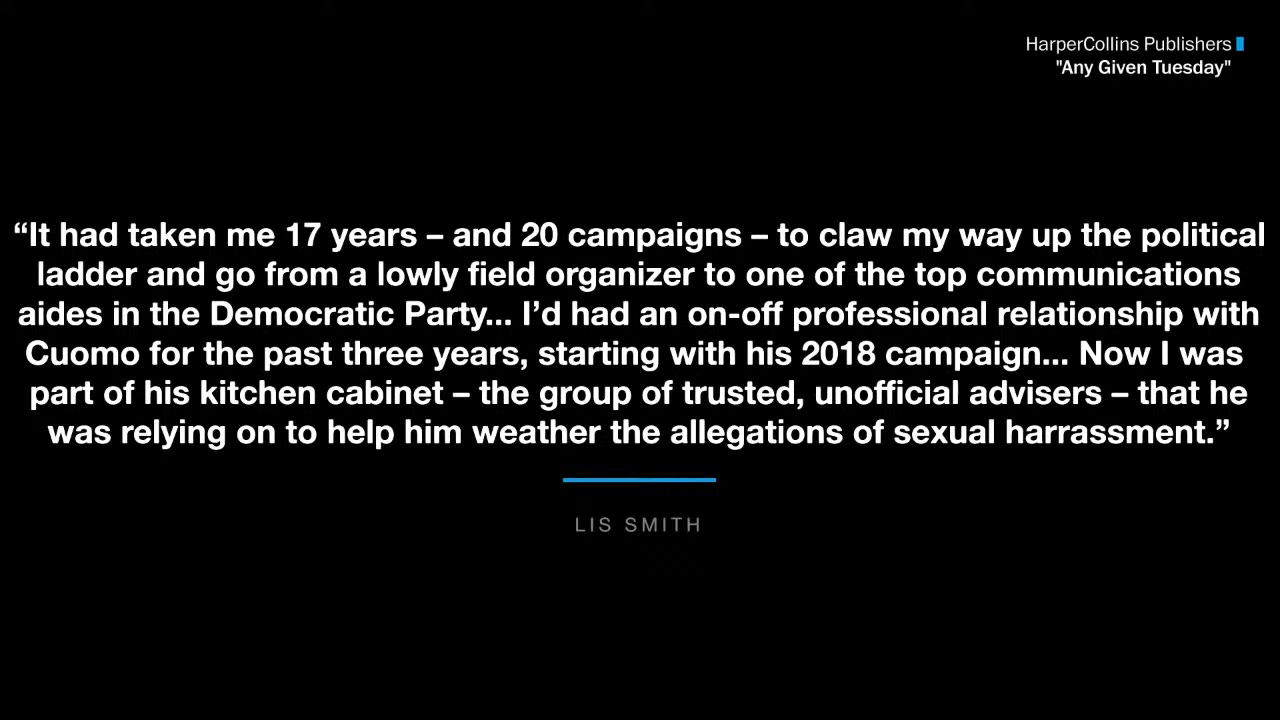 HarperCollins Publishers
"Any Given Tuesday"
“It had taken me 17 years – and 20 campaigns – to claw my way up the political
ladder and go from a lowly field organizer to one of the top communications
aides in the Democratic Party... I’d had an on-off professional relationship with
Cuomo for the past three years, starting with his 2018 campaign... Now I was
part of his kitchen cabinet – the group of trusted, unofficial advisers – that he
was relying on to help him weather the allegations of sexual harrassment.”
LIS SMITH